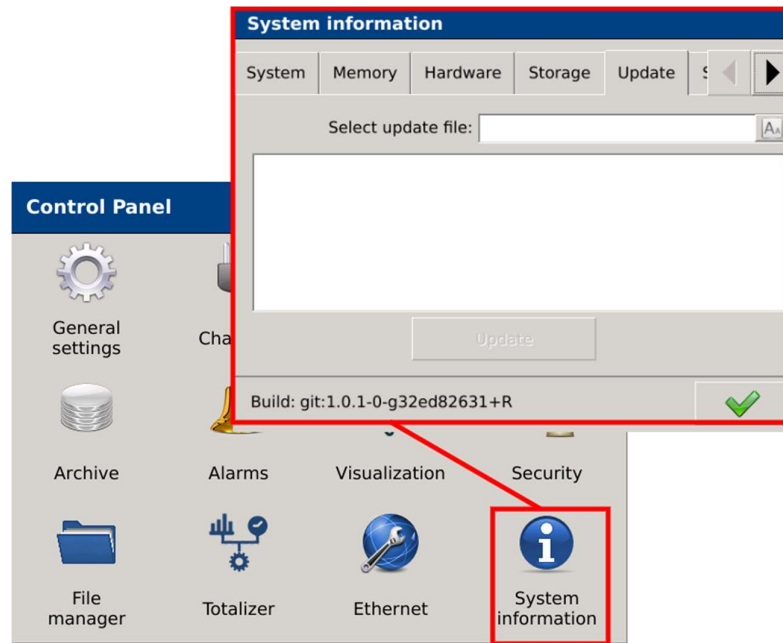 System information
System
Memory
Hardware
Storage
Update
Select update file:
Update
Build: git:1.0.1-0-g32ed82631+R
Control Panel
General
settings
Archive
Alarms
Visualization
Security
File
manager
Totalizer
Ethernet
System
information